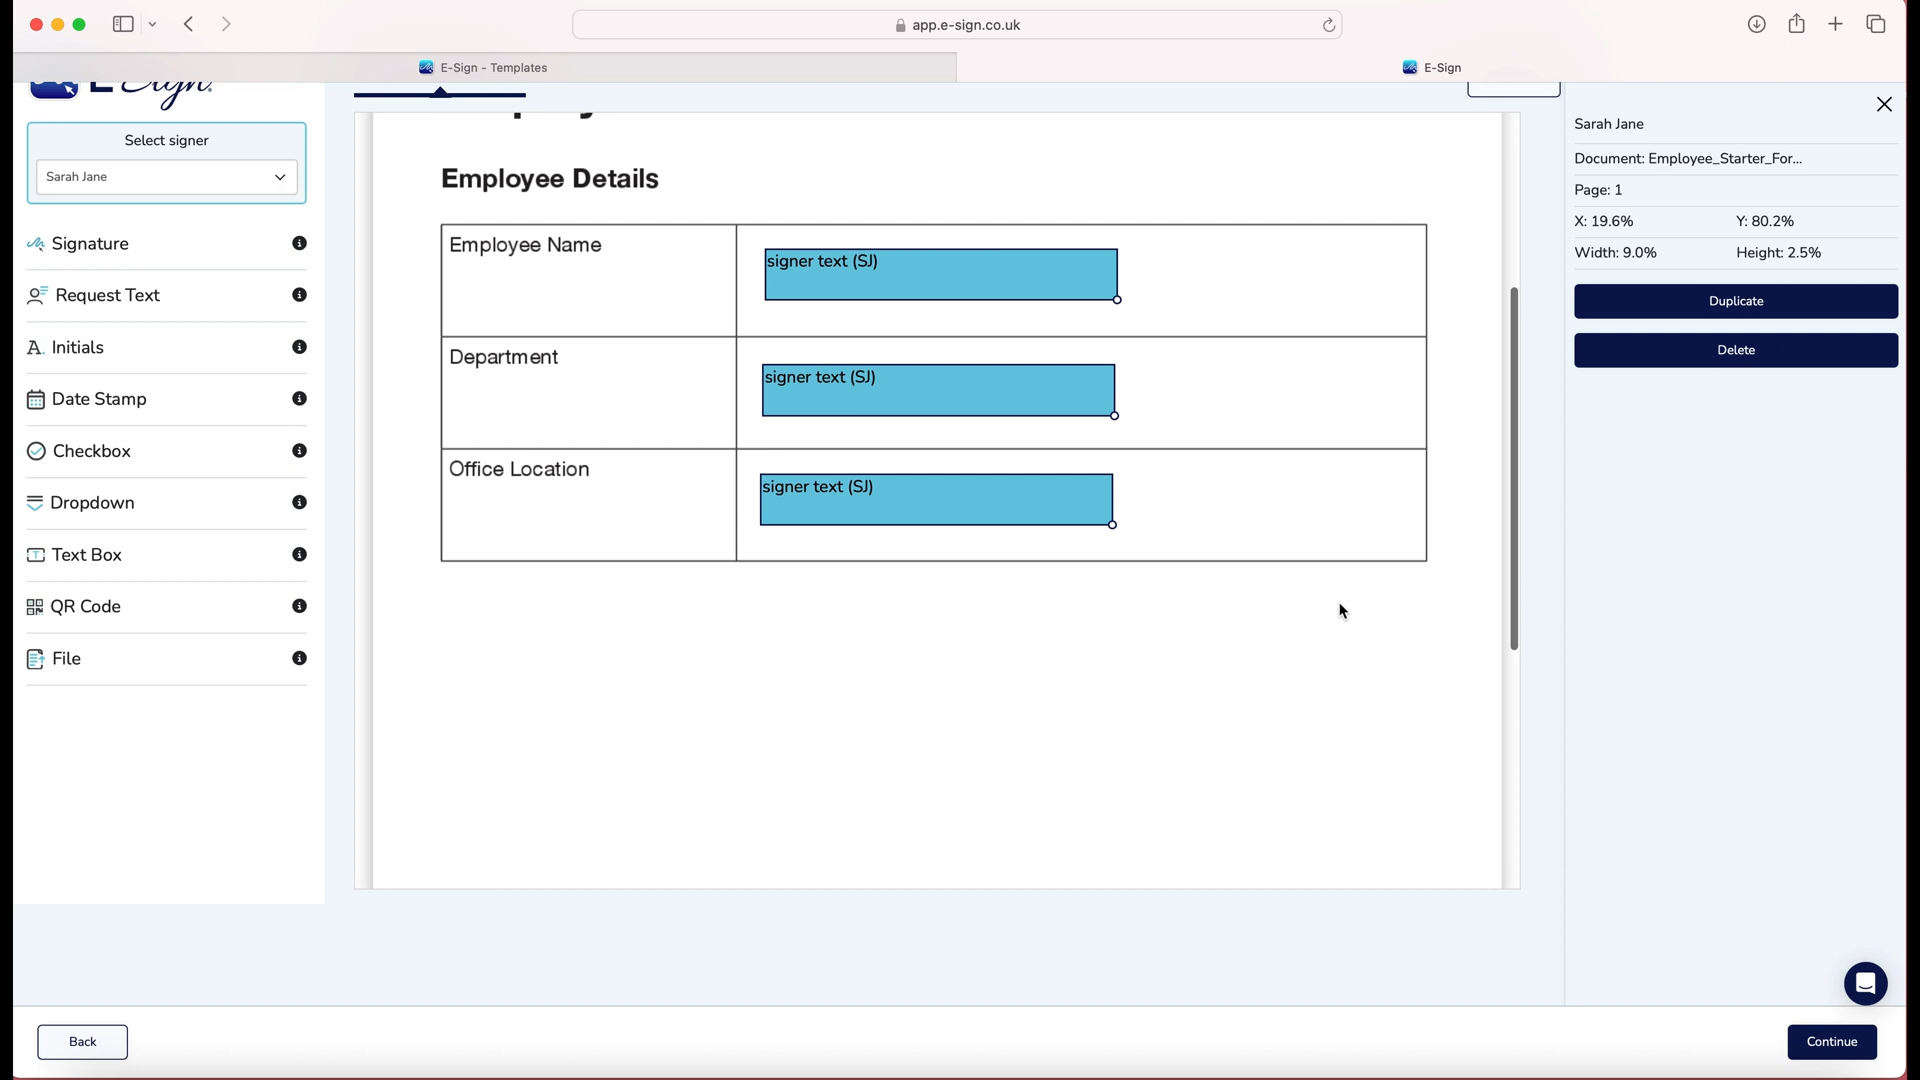 app.e-sign.co.uk
E-Sign - Templates
E-Sign
E-Sign.
Select signer
Sarah Jane
Signature
Request Text
Initials
Date Stamp
Checkbox
Dropdown
Text Box
QR Code
File
Employee Details
Employee Name
signer text (SJ)
Department
signer text (SJ)
Office Location
signer text (SJ)
Sarah Jane
Document: Employee_Starter_For...
Page: 1
X: 19.6% Y: 80.2%
Width: 9.0% Height: 2.5%
Duplicate
Delete
Back
Continue